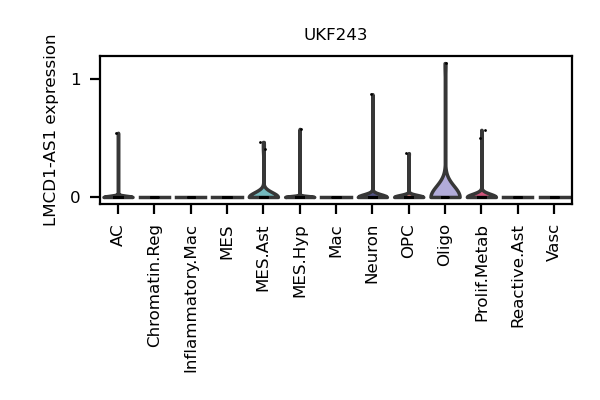 UKF243
LMCD1-AS1 expression
1
0
AC
Chromatin.Reg
Inflammatory.Mac
MES
MES.Ast
MES.Hyp
Mac
Neuron
OPC
Oligo
Prolif.Metab
Reactive.Ast
Vasc